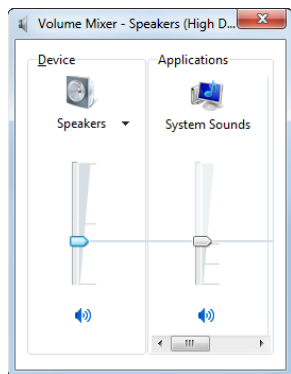 Volume Mixer - Speakers (High D...
Device
Applications
Speakers
System Sounds